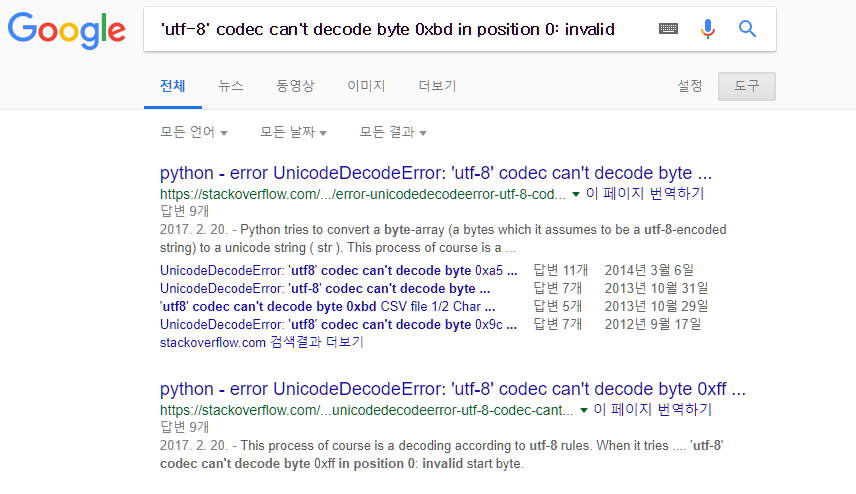 Google
'utf-8' codec can't decode byte 0xbd in position 0: invalid
전체 뉴스 동영상 이미지 더보기 설정 도구
모든 언어 모든 날짜 모든 결과
python - error UnicodeDecodeError: 'utf-8' codec can't decode byte ...
https://stackoverflow.com/.../error-unicodedecodeerror-utf-8-cod... 이 페이지 번역하기
답변 9개
2017. 2. 20. - Python tries to convert a byte-array (a bytes which it assumes to be a utf-8-encoded
string) to a unicode string ( str ). This process of course is a ...
UnicodeDecodeError: 'utf8' codec can't decode byte 0xa5 ... 답변 11개 2014년 3월 6일
UnicodeDecodeError: 'utf-8' codec can't decode byte ... 답변 7개 2013년 10월 31일
'utf8' codec can't decode byte 0xbd CSV file 1/2 Char ... 답변 5개 2013년 10월 29일
UnicodeDecodeError: 'utf8' codec can't decode byte 0x9c ... 답변 7개 2012년 9월 17일
stackoverflow.com 검색결과 더보기
python - error UnicodeDecodeError: 'utf-8' codec can't decode byte 0xff ...
https://stackoverflow.com/...unicodedecodeerror-utf-8-codec-cant... 이 페이지 번역하기
답변 9개
2017. 2. 20. - This process of course is a decoding according to utf-8 rules. When it tries .... 'utf-8'
codec can't decode byte 0xff in position 0: invalid start byte.